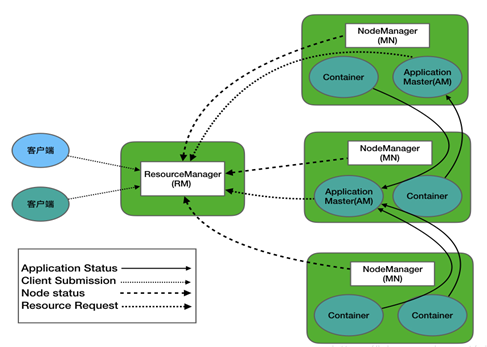 NodeManager
(MN)
Container
Application
Master(AM)
客户端
ResourceManager
(RM)
客户端
NodeManager
(MN)
Application
Master(AM)
Container
NodeManager
(MN)
Container
Container
Application Status
Client Submission
Node status
Resource Request